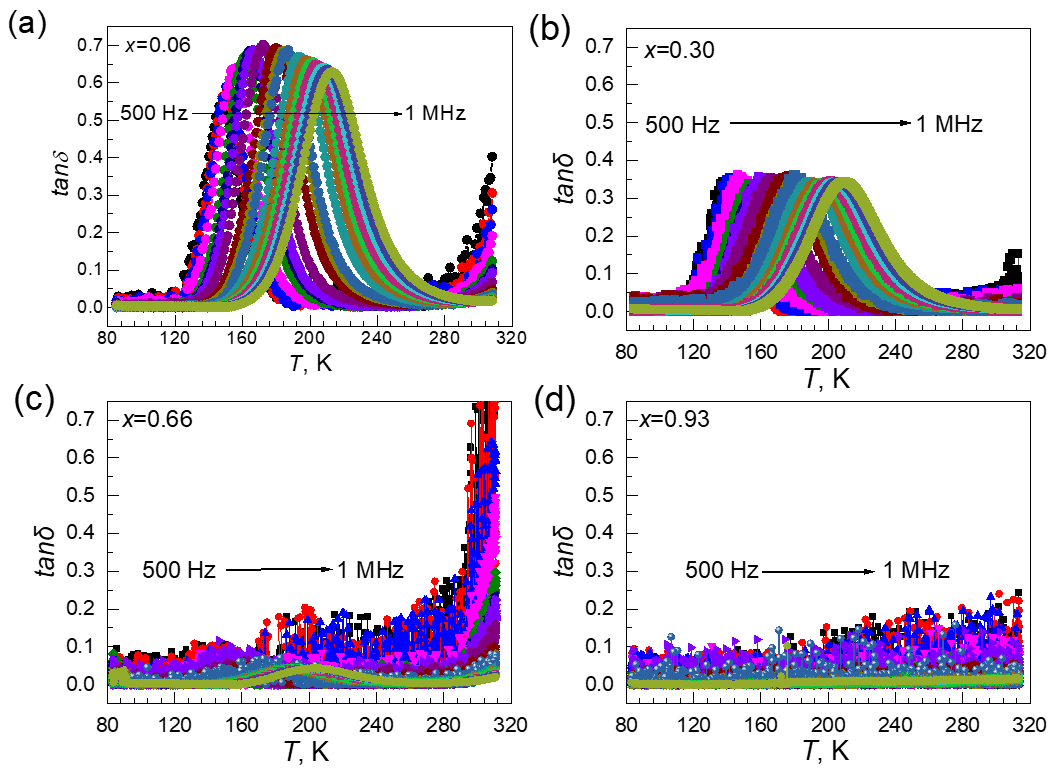 (a)
x=0.06
500 Hz
1 MHz
tanδ
0.7
0.6
0.5
0.4
0.3
0.2
0.1
0.0
80 120 160 200 240 280 320
T, K
(b)
x=0.30
500 Hz
1 MHz
tanδ
0.7
0.6
0.5
0.4
0.3
0.2
0.1
0.0
80 120 160 200 240 280 320
T, K
(c)
x=0.66
500 Hz
1 MHz
tanδ
0.7
0.6
0.5
0.4
0.3
0.2
0.1
0.0
80 120 160 200 240 280 320
T, K
(d)
x=0.93
500 Hz
1 MHz
tanδ
0.7
0.6
0.5
0.4
0.3
0.2
0.1
0.0
80 120 160 200 240 280 320
T, K